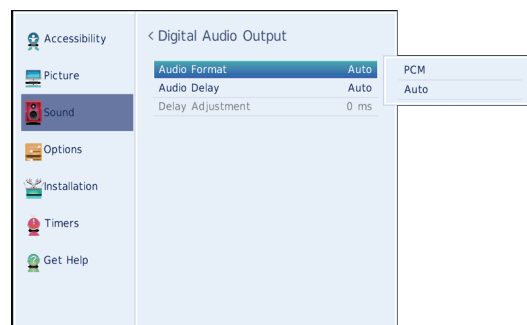 Accessibility
Picture
Sound
Options
Installation
Timers
Get Help
< Digital Audio Output
Audio Format Auto
Audio Delay Auto
Delay Adjustment 0 ms
PCM
Auto